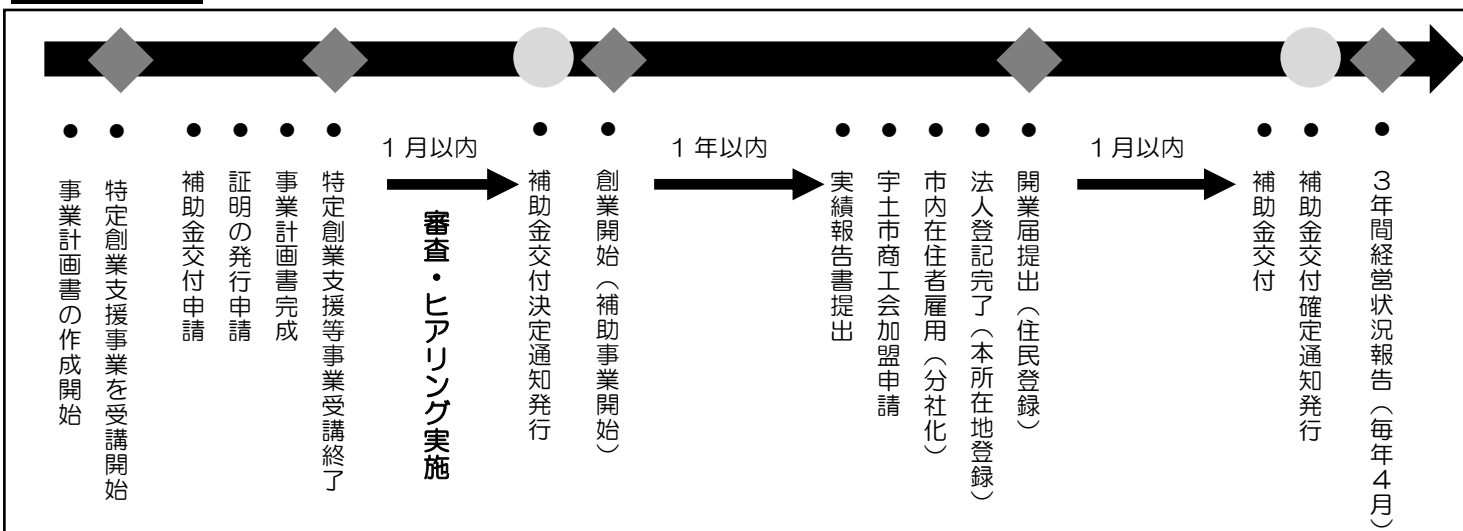 事業計画書の作成開始
特定創業支援事業を受講開始
補助金交付申請
証明の発行申請
事業計画書完成
特定創業支援等事業受講終了
１月以内
審査・ヒアリング実施
補助金交付決定通知発行
創業開始（補助事業開始）
１年以内
実績報告書提出
宇土市商工会加盟申請
市内在住者雇用（分社化）
法人登記完了（本所在地登録）
開業届提出（住民登録）
１月以内
補助金交付
補助金交付確定通知発行
３年間経営状況報告（毎年４月）